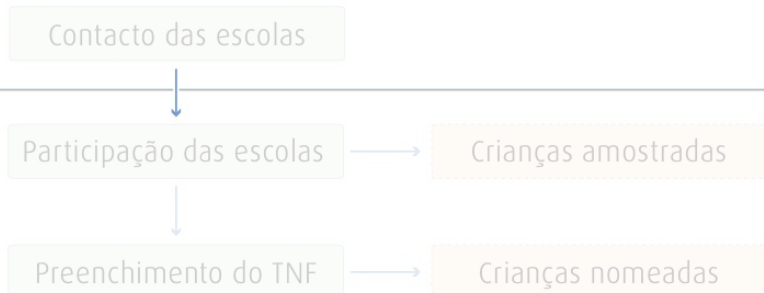 Contacto das escolas
Participação das escolas
Crianças amostradas
Preenchimento do TNF
Crianças nomeadas